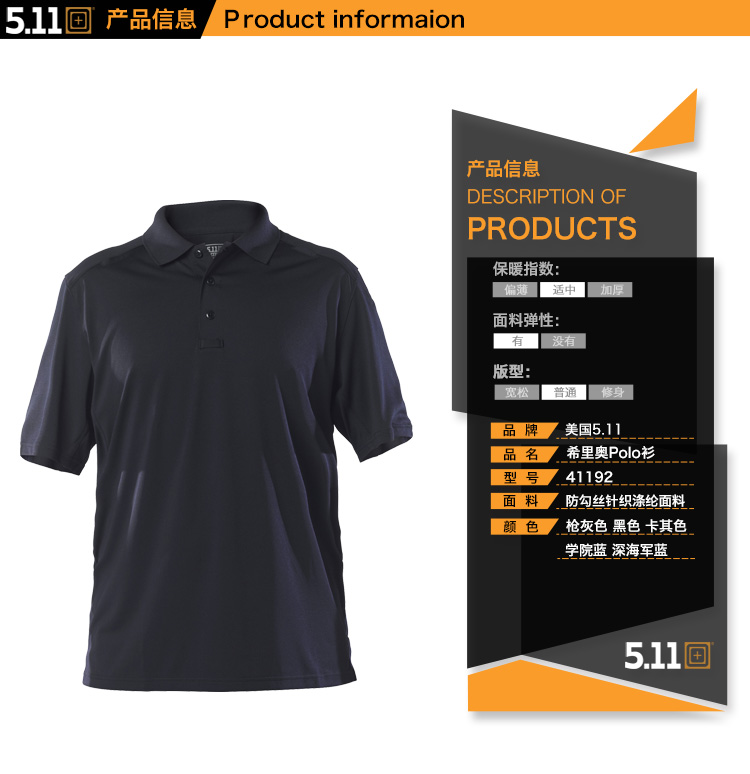 5.11 产品信息 Product informaion
产品信息
DESCRIPTION OF
PRODUCTS
保暖指数:
偏薄 适中 加厚
面料弹性:
有 没有
版型:
宽松 普通 修身
品 牌 美国5.11
品 名 希里奥Polo衫
型 号 41192
面 料 防勾丝针织涤纶面料
颜 色 枪灰色 黑色 卡其色
学院蓝 深海军蓝
5.11
5.11